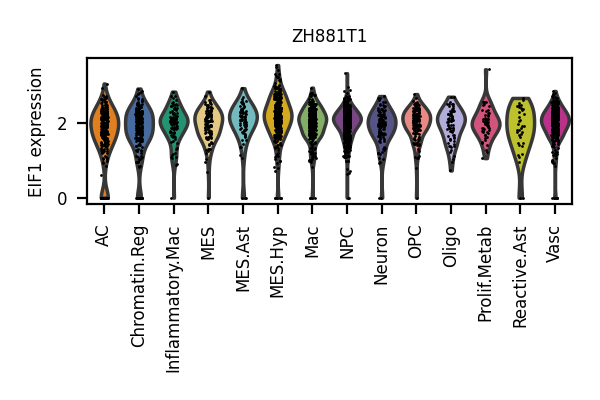 ZH881T1
EIF1 expression
2
0
AC
Chromatin.Reg
Inflammatory.Mac
MES
MES.Ast
MES.Hyp
Mac
NPC
Neuron
OPC
Oligo
Prolif.Metab
Reactive.Ast
Vasc